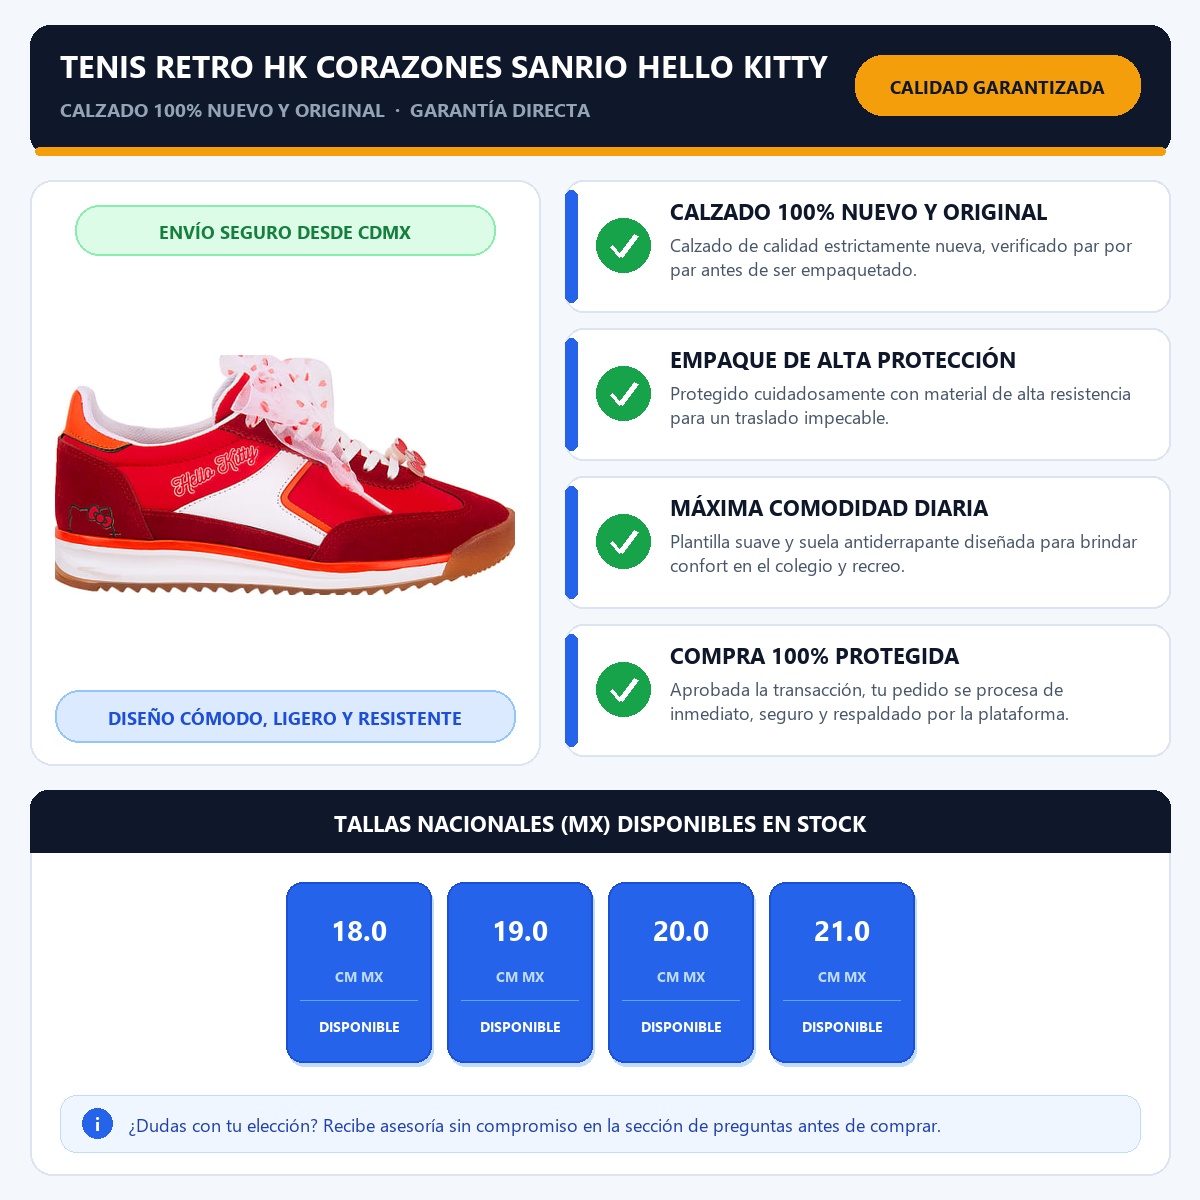 TENIS RETRO HK CORAZONES SANRIO HELLO KITTY
CALZADO 100% NUEVO Y ORIGINAL · GARANTÍA DIRECTA
CALIDAD GARANTIZADA
ENVÍO SEGURO DESDE CDMX
Hello Kitty
DISEÑO CÓMODO, LIGERO Y RESISTENTE
CALZADO 100% NUEVO Y ORIGINAL
Calzado de calidad estrictamente nueva, verificado par por
par antes de ser empaquetado.
EMPAQUE DE ALTA PROTECCIÓN
Protegido cuidadosamente con material de alta resistencia
para un traslado impecable.
MÁXIMA COMODIDAD DIARIA
Plantilla suave y suela antiderrapante diseñada para brindar
confort en el colegio y recreo.
COMPRA 100% PROTEGIDA
Aprobada la transacción, tu pedido se procesa de
inmediato, seguro y respaldado por la plataforma.
TALLAS NACIONALES (MX) DISPONIBLES EN STOCK
18.0
CM MX
DISPONIBLE
19.0
CM MX
DISPONIBLE
20.0
CM MX
DISPONIBLE
21.0
CM MX
DISPONIBLE
i
¿Dudas con tu elección? Recibe asesoría sin compromiso en la sección de preguntas antes de comprar.